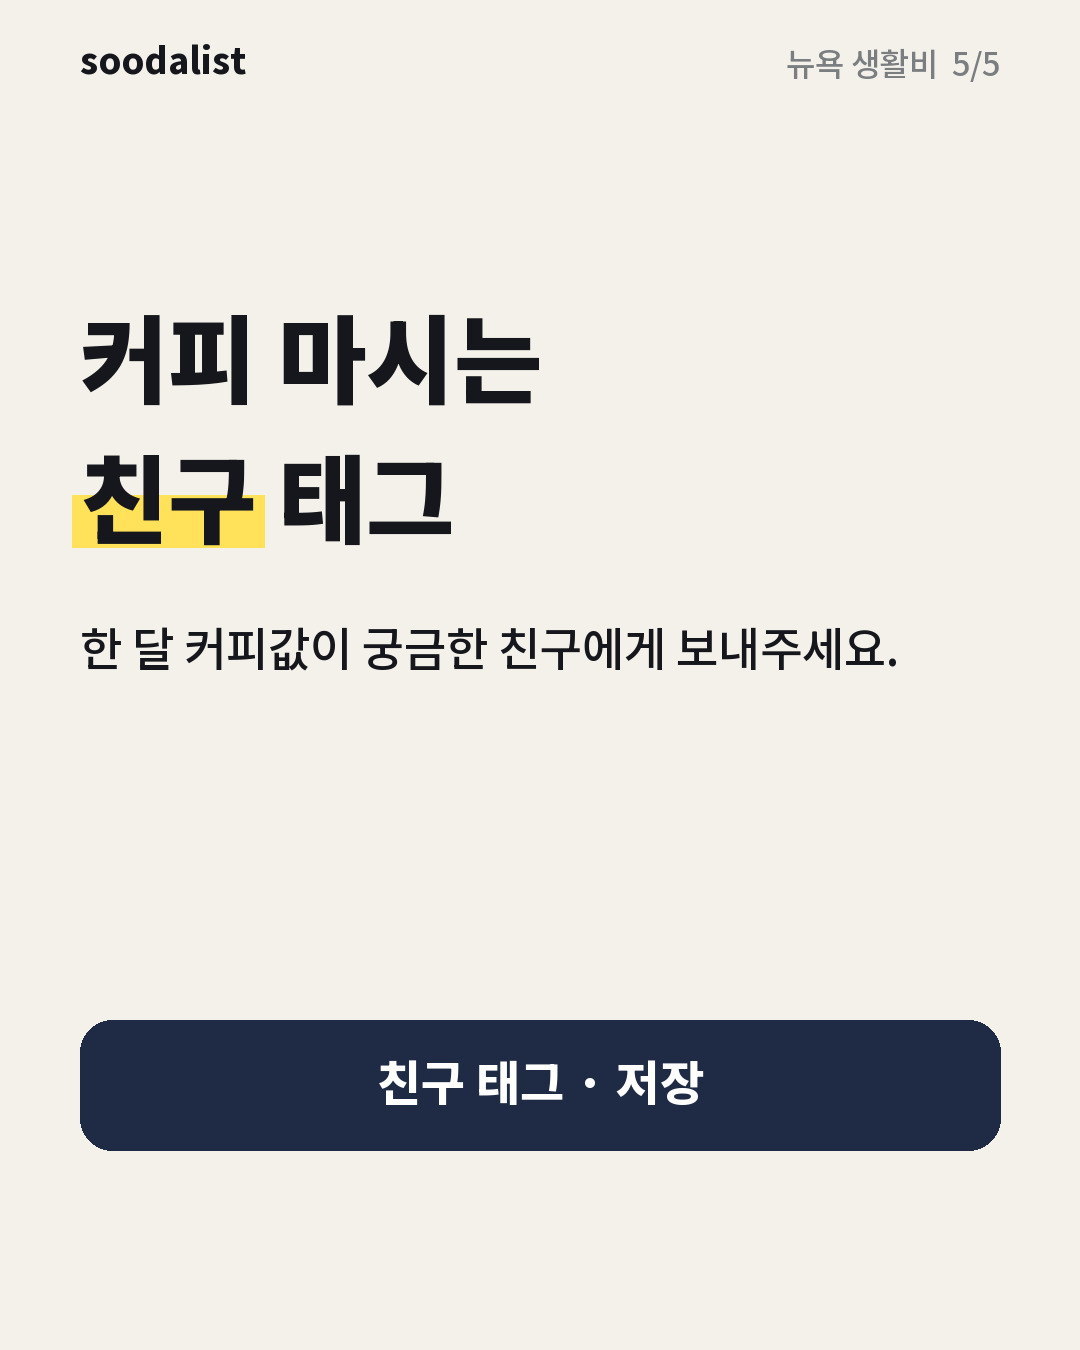 soodalist
뉴욕 생활비 5/5
커피 마시는
친구 태그
한 달 커피값이 궁금한 친구에게 보내주세요.
친구 태그 · 저장